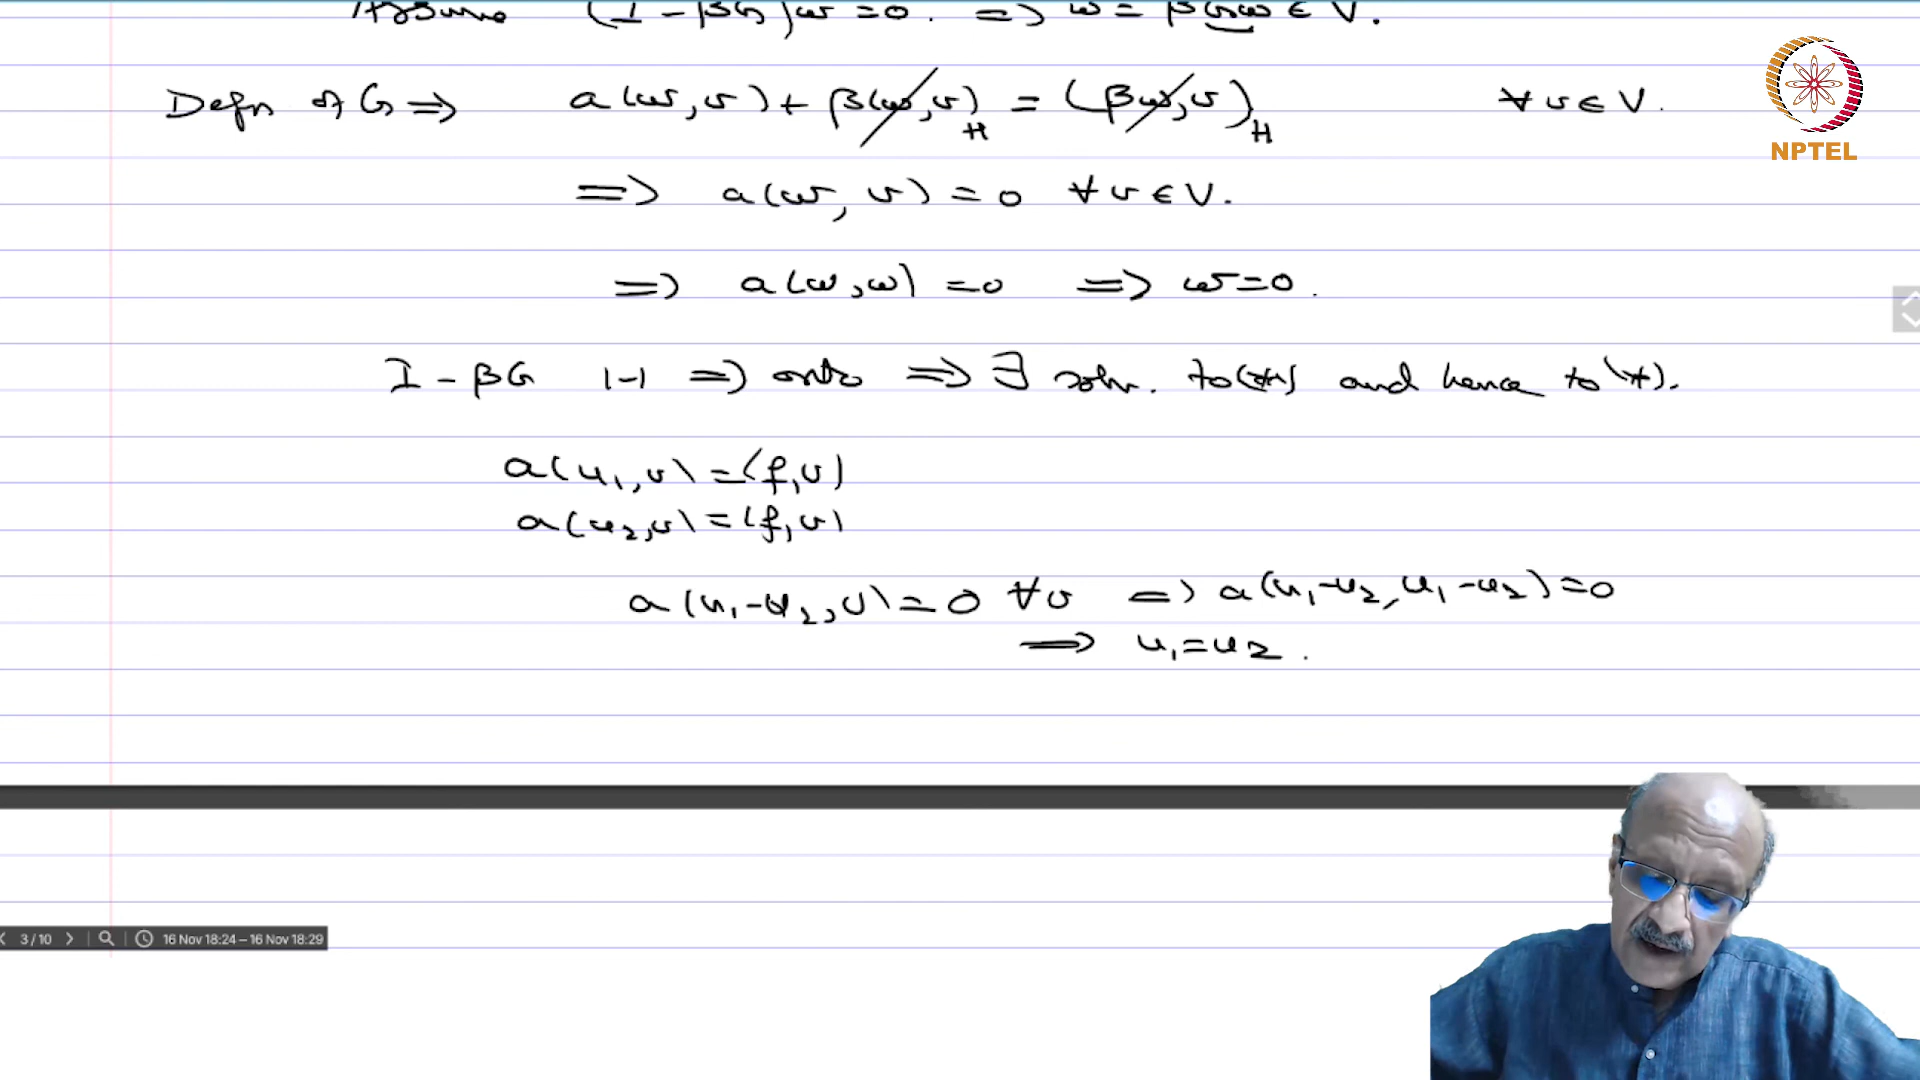 Assume (I - βG)w = 0. ⇒ w = βGw ∈ V.
Defn of G ⇒ a(w, v) + β(w, v)_H = (βw, v)_H ∀ v ∈ V.
NPTEL
⇒ a(w, v) = 0 ∀ v ∈ V.
⇒ a(w, w) = 0 ⇒ w = 0.
I - βG 1-1 ⇒ onto ⇒ ∃ soln. to (**) and hence to (*).
a(u₁, v) = (f, v)
a(u₂, v) = (f, v)
a(u₁ - u₂, v) = 0 ∀ v ⇒ a(u₁ - u₂, u₁ - u₂) = 0
⇒ u₁ = u₂.
3 / 10 16 Nov 18:24 – 16 Nov 18:29